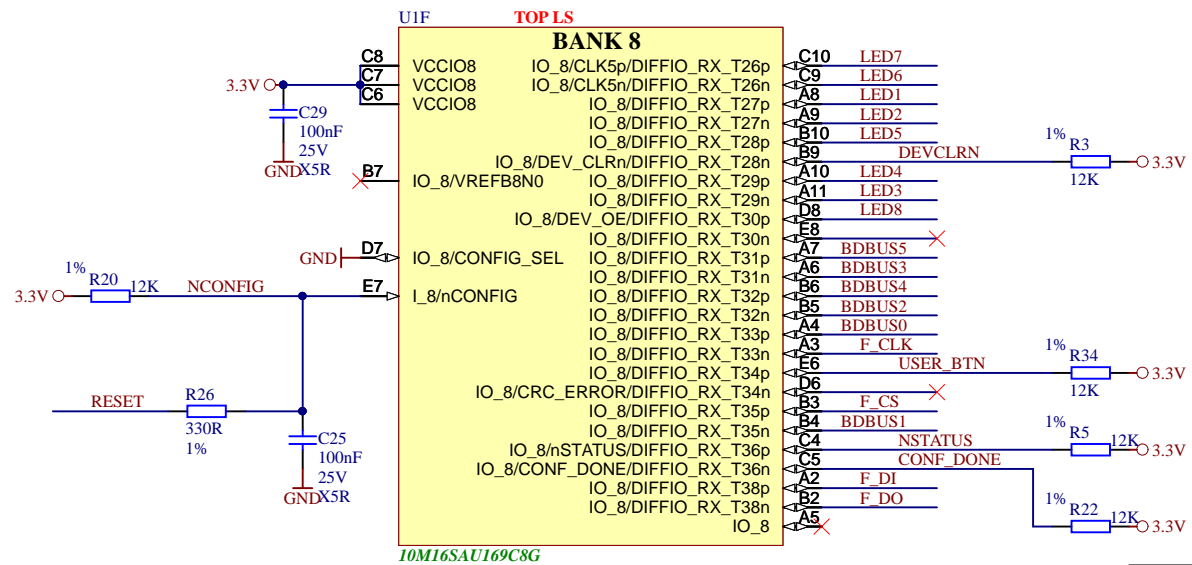 U1F TOP LS
BANK 8
C8 VCCIO8 IO_8/CLK5p/DIFFIO_RX_T26p C10 LED7
3.3V C7 VCCIO8 IO_8/CLK5n/DIFFIO_RX_T26n C9 LED6
C6 VCCIO8 IO_8/DIFFIO_RX_T27p A8 LED1
C29 IO_8/DIFFIO_RX_T27n A9 LED2
100nF IO_8/DIFFIO_RX_T28p B10 LED5 1% R3
25V IO_8/DEV_CLRn/DIFFIO_RX_T28n B9 DEVCLRN 3.3V
GND X5R B7 IO_8/VREFB8N0 IO_8/DIFFIO_RX_T29p A10 LED4 12K
IO_8/DIFFIO_RX_T29n A11 LED3
IO_8/DEV_OE/DIFFIO_RX_T30p D8 LED8
IO_8/DIFFIO_RX_T30n E8
GND D7 IO_8/CONFIG_SEL IO_8/DIFFIO_RX_T31p A7 BDBUS5
1% R20 IO_8/DIFFIO_RX_T31n A6 BDBUS3
3.3V 12K NCONFIG E7 I_8/nCONFIG IO_8/DIFFIO_RX_T32p B6 BDBUS4
IO_8/DIFFIO_RX_T32n B5 BDBUS2
IO_8/DIFFIO_RX_T33p A4 BDBUS0
IO_8/DIFFIO_RX_T33n A3 F_CLK 1% R34
IO_8/DIFFIO_RX_T34p E6 USER_BTN 3.3V
IO_8/CRC_ERROR/DIFFIO_RX_T34n D6 12K
RESET R26 IO_8/DIFFIO_RX_T35p B3 F_CS
330R IO_8/DIFFIO_RX_T35n B4 BDBUS1 1% R5
1% C25 IO_8/nSTATUS/DIFFIO_RX_T36p C4 NSTATUS 12K 3.3V
100nF IO_8/CONF_DONE/DIFFIO_RX_T36n C5 CONF_DONE
25V IO_8/DIFFIO_RX_T38p A2 F_DI
GND X5R IO_8/DIFFIO_RX_T38n B2 F_DO 1% R22
IO_8 A5 12K 3.3V
10M16SAU169C8G